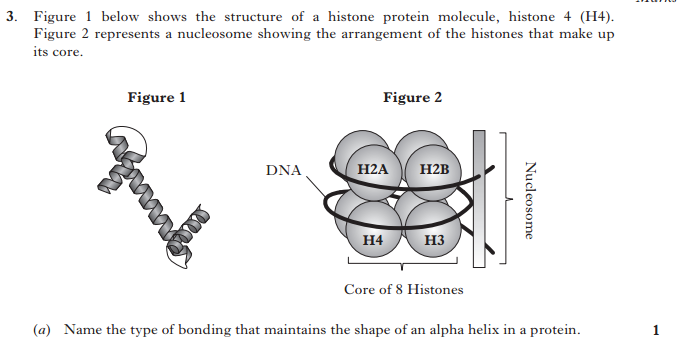 3. Figure 1 below shows the structure of a histone protein molecule, histone 4 (H4).
Figure 2 represents a nucleosome showing the arrangement of the histones that make up
its core.
Figure 1
Figure 2
DNA
H2A
H2B
H4
H3
Nucleosome
Core of 8 Histones
(a) Name the type of bonding that maintains the shape of an alpha helix in a protein.
1